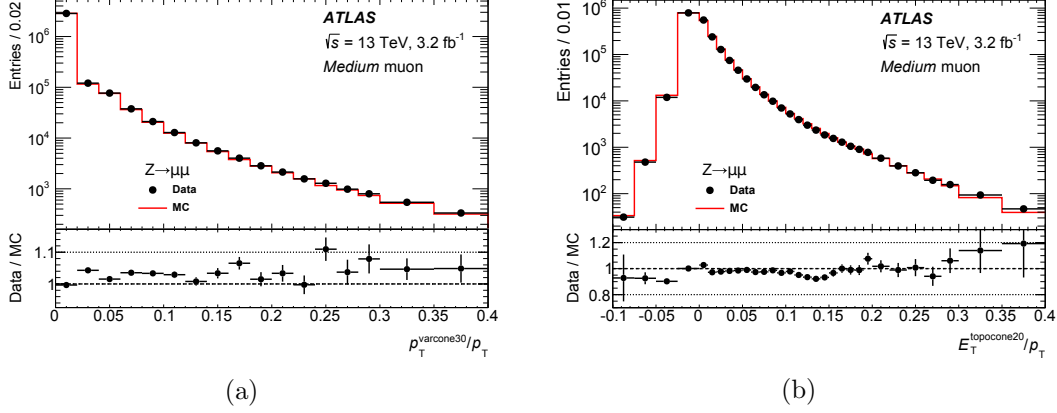 Entries / 0.02
10⁶
10⁵
10⁴
10³
ATLAS
√s = 13 TeV, 3.2 fb⁻¹
Medium muon
Z→μμ
Data
MC
Data / MC
1.1
1
0 0.05 0.1 0.15 0.2 0.25 0.3 0.35 0.4
p_T^varcone30/p_T
(a)
Entries / 0.01
10⁶
10⁵
10⁴
10³
10²
ATLAS
√s = 13 TeV, 3.2 fb⁻¹
Medium muon
Z→μμ
Data
MC
Data / MC
1.2
1
0.8
-0.1 -0.05 0 0.05 0.1 0.15 0.2 0.25 0.3 0.35 0.4
E_T^topocone20/p_T
(b)